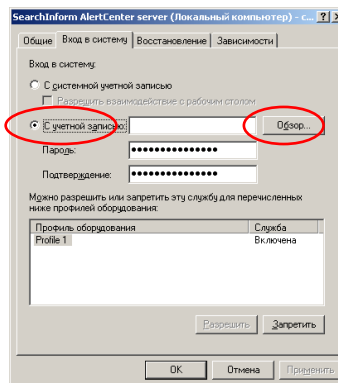 SearchInform AlertCenter server (Локальный компьютер) - с...
Общие
Вход в систему
Восстановление
Зависимости
Вход в систему:
С системной учетной записью
Разрешить взаимодействие с рабочим столом
С учетной записью:
Обзор...
Пароль:
Подтверждение:
Можно разрешить или запретить эту службу для перечисленных
ниже профилей оборудования:
Профиль оборудования
Служба
Profile 1
Включена
Разрешить
Запретить
OK
Отмена
Применить